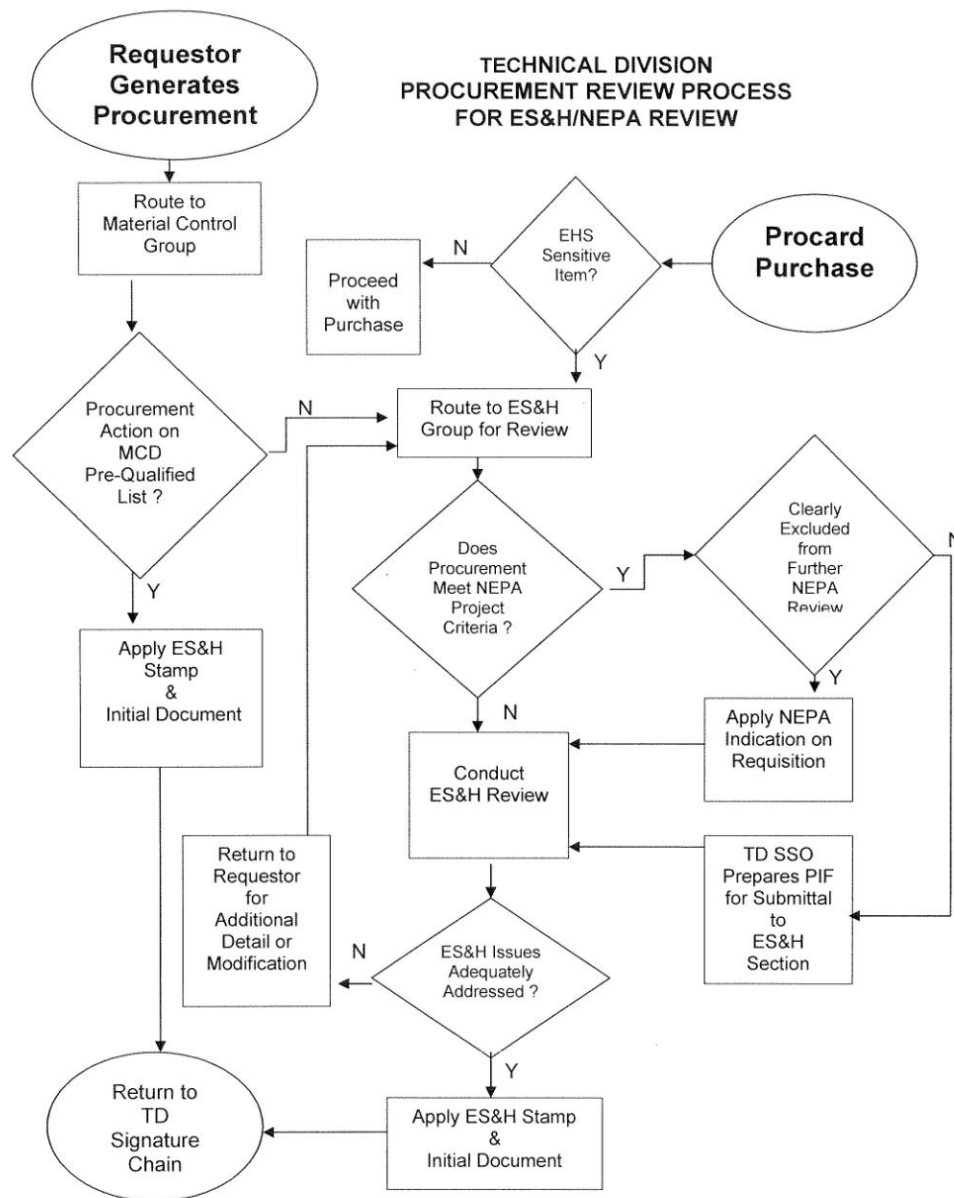 Requestor
Generates
Procurement
TECHNICAL DIVISION
PROCUREMENT REVIEW PROCESS
FOR ES&H/NEPA REVIEW
Route to
Material Control
Group
EHS
Sensitive
Item?
N
Y
Procard
Purchase
Proceed
with
Purchase
Procurement
Action on
MCD
Pre-Qualified
List ?
N
Y
Route to ES&H
Group for Review
Does
Procurement
Meet NEPA
Project
Criteria ?
Y
N
Clearly
Excluded
from
Further
NEPA
Review
N
Y
Apply ES&H
Stamp
&
Initial Document
Apply NEPA
Indication on
Requisition
Conduct
ES&H Review
TD SSO
Prepares PIF
for Submittal
to
ES&H
Section
Return to
Requestor
for
Additional
Detail or
Modification
ES&H Issues
Adequately
Addressed ?
N
Y
Apply ES&H Stamp
&
Initial Document
Return to
TD
Signature
Chain